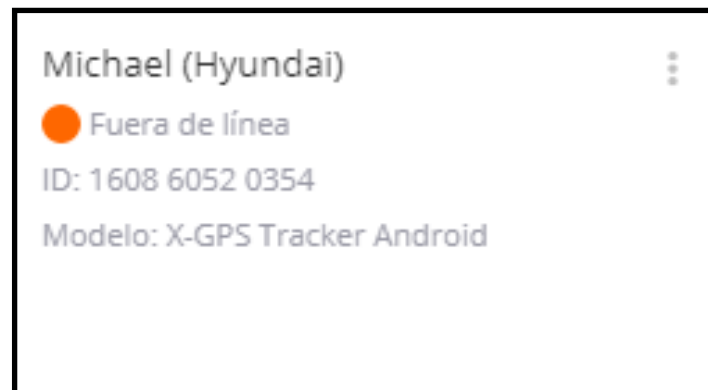 Michael (Hyundai)
Fuera de línea
ID: 1608 6052 0354
Modelo: X-GPS Tracker Android